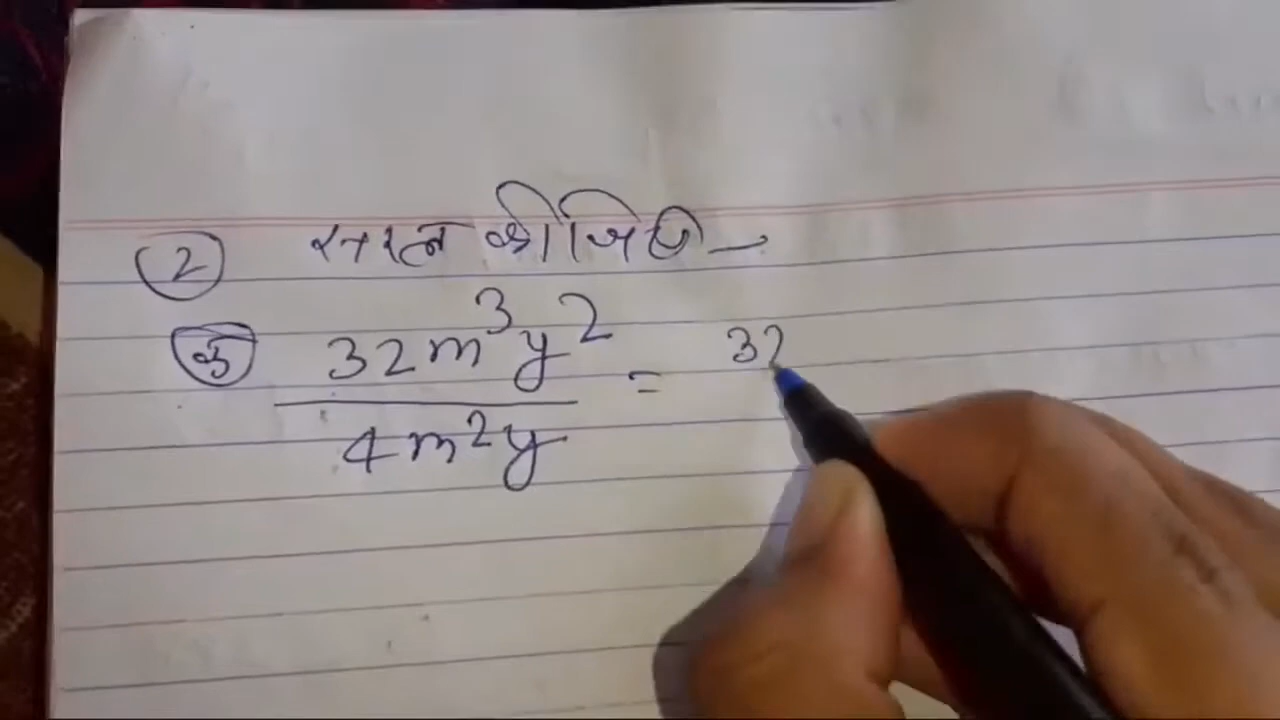 ② सरल कीजिए –
(क) 32m³y² / 4m²y = 32